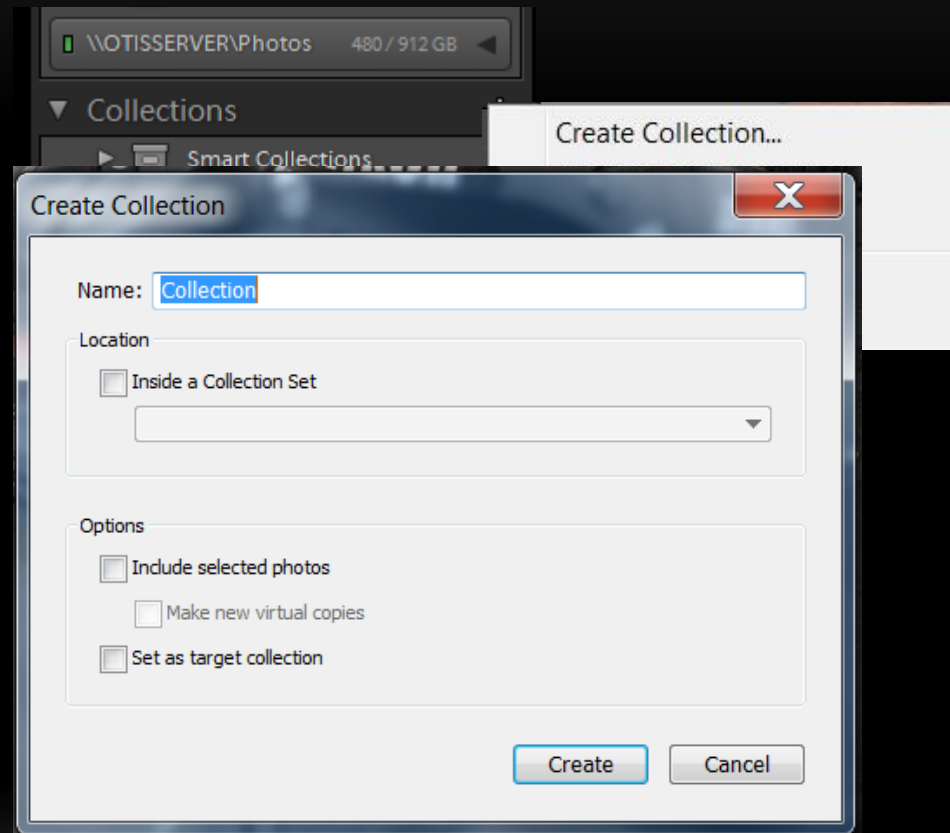 \\OTISSERVER\Photos 480 / 912 GB
Collections
Create Collection...
Smart Collections
Create Collection
Name: Collection
Location
Inside a Collection Set
Options
Include selected photos
Make new virtual copies
Set as target collection
Create Cancel